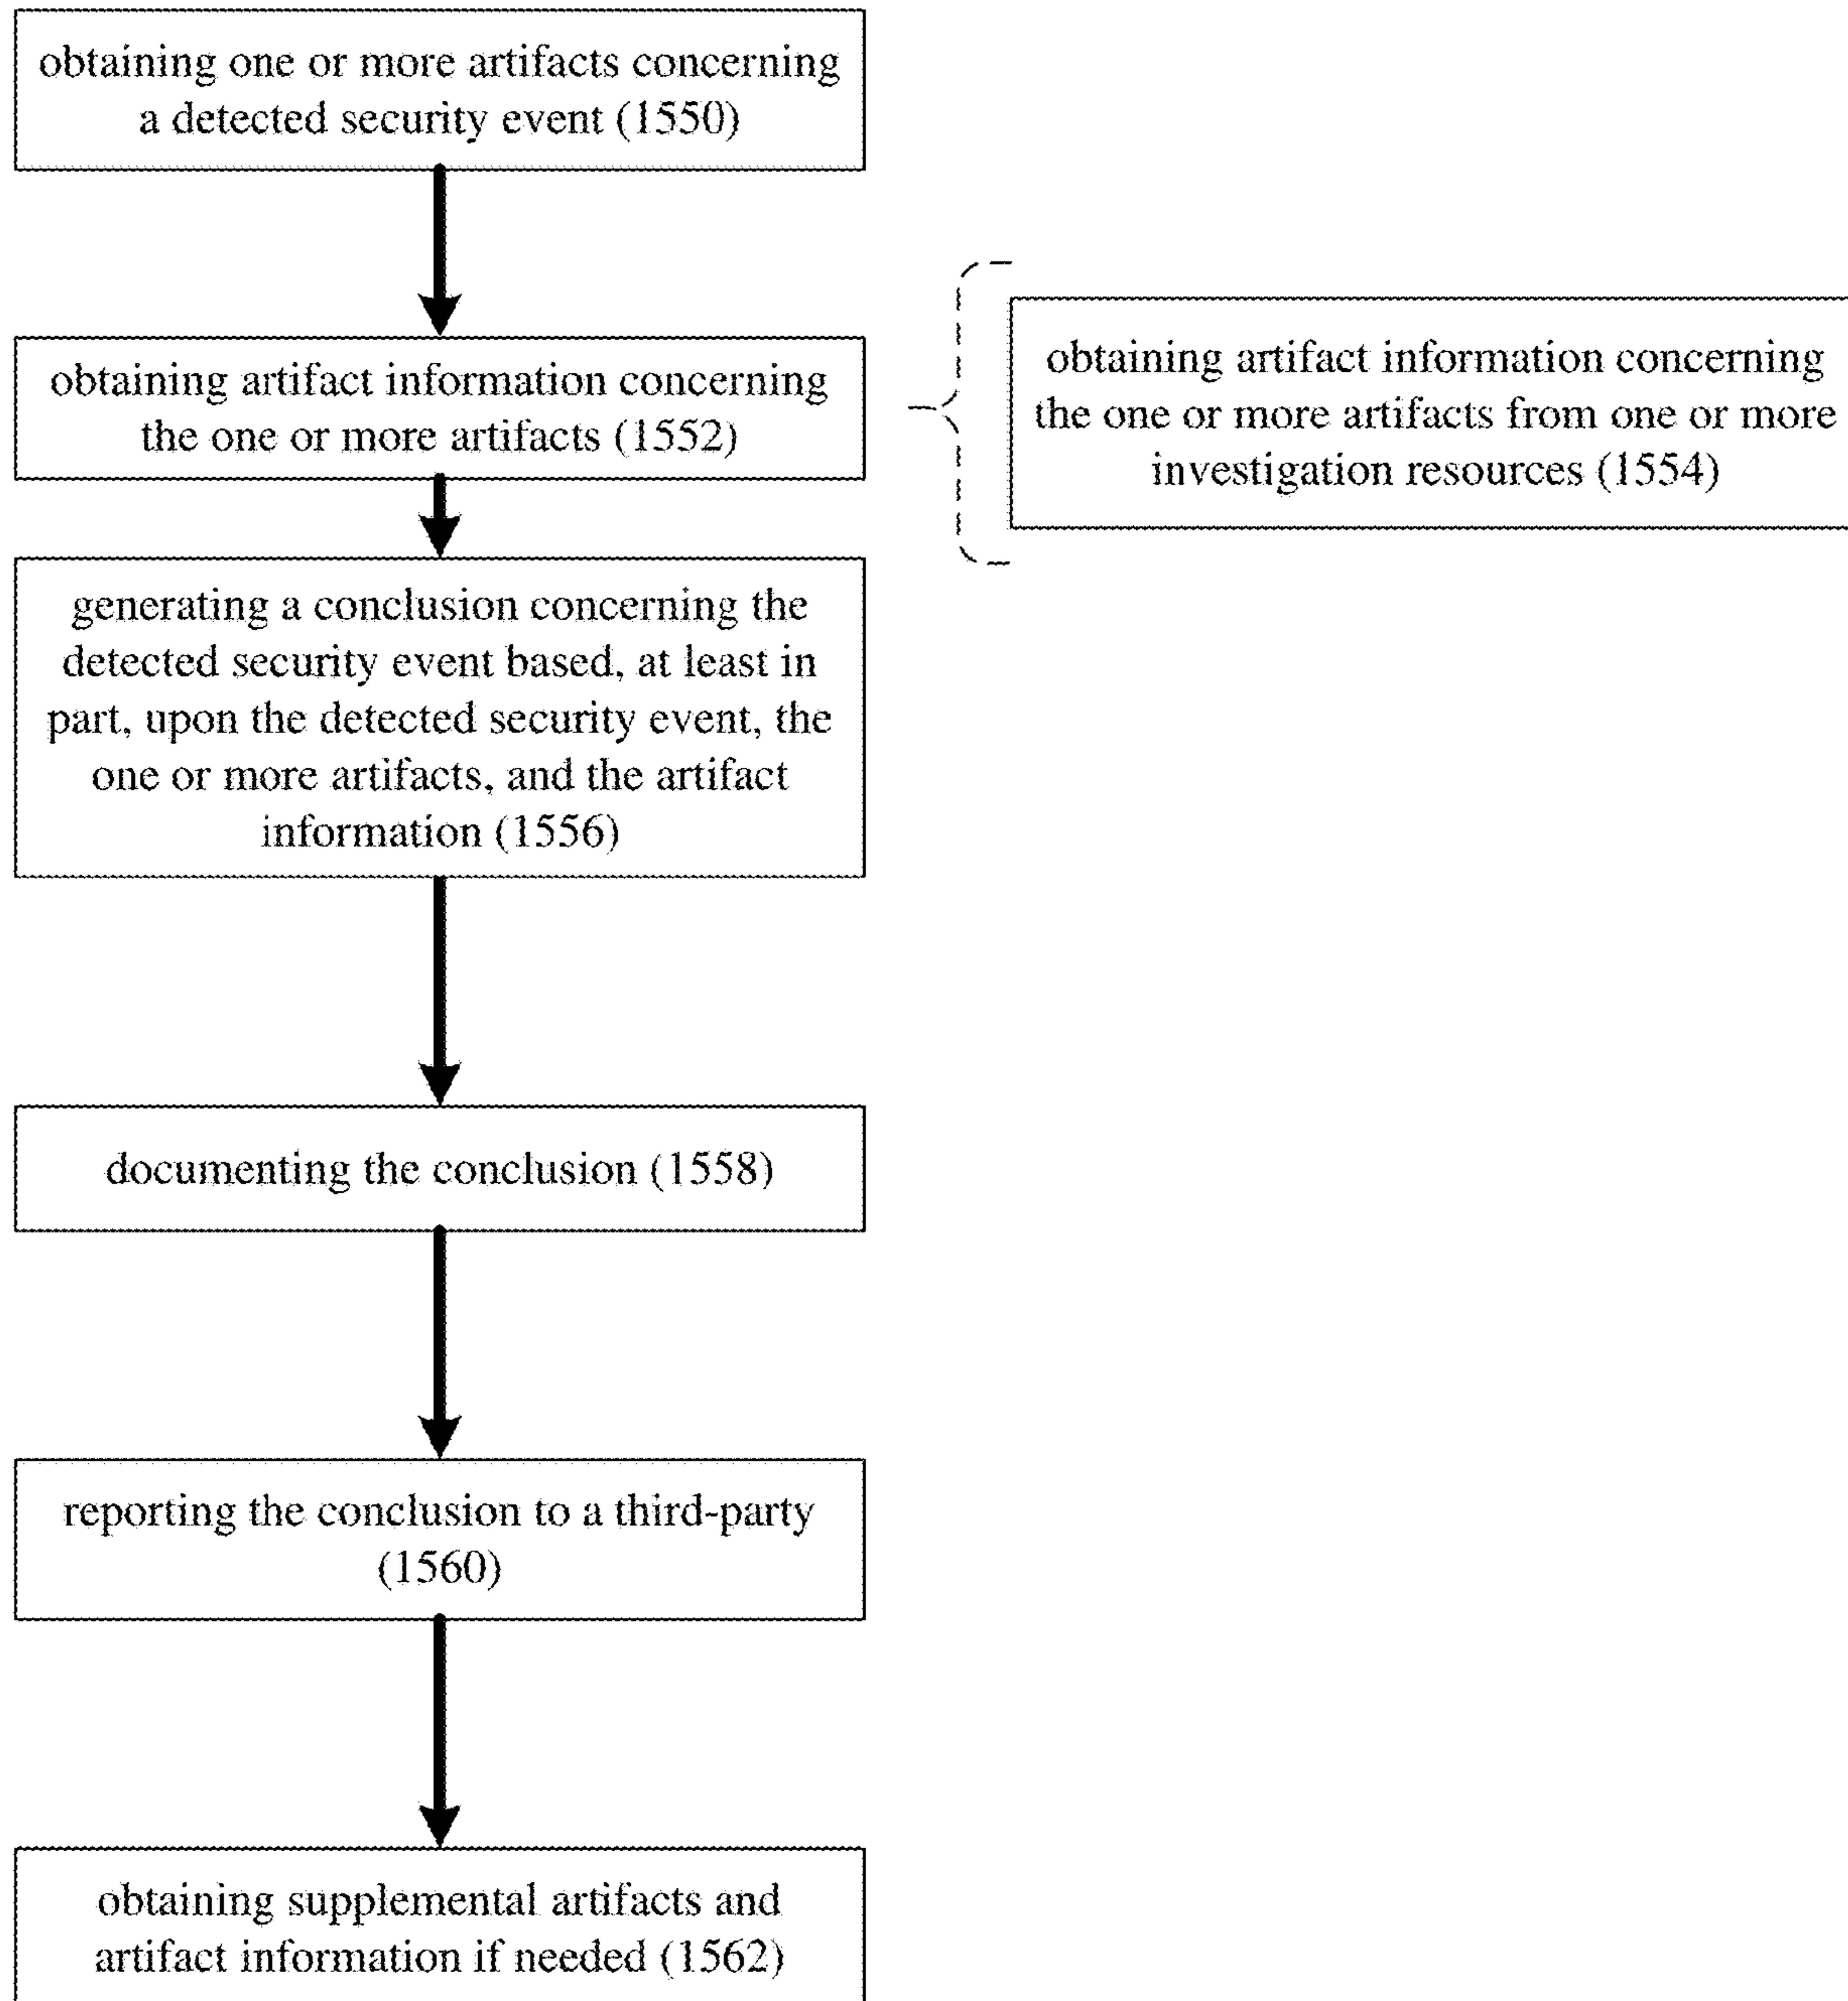 obtaining one or more artifacts concerning
a detected security event (1550)
obtaining artifact information concerning
the one or more artifacts (1552)
obtaining artifact information concerning
the one or more artifacts from one or more
investigation resources (1554)
generating a conclusion concerning the
detected security event based, at least in
part, upon the detected security event, the
one or more artifacts, and the artifact
information (1556)
documenting the conclusion (1558)
reporting the conclusion to a third-party
(1560)
obtaining supplemental artifacts and
artifact information if needed (1562)